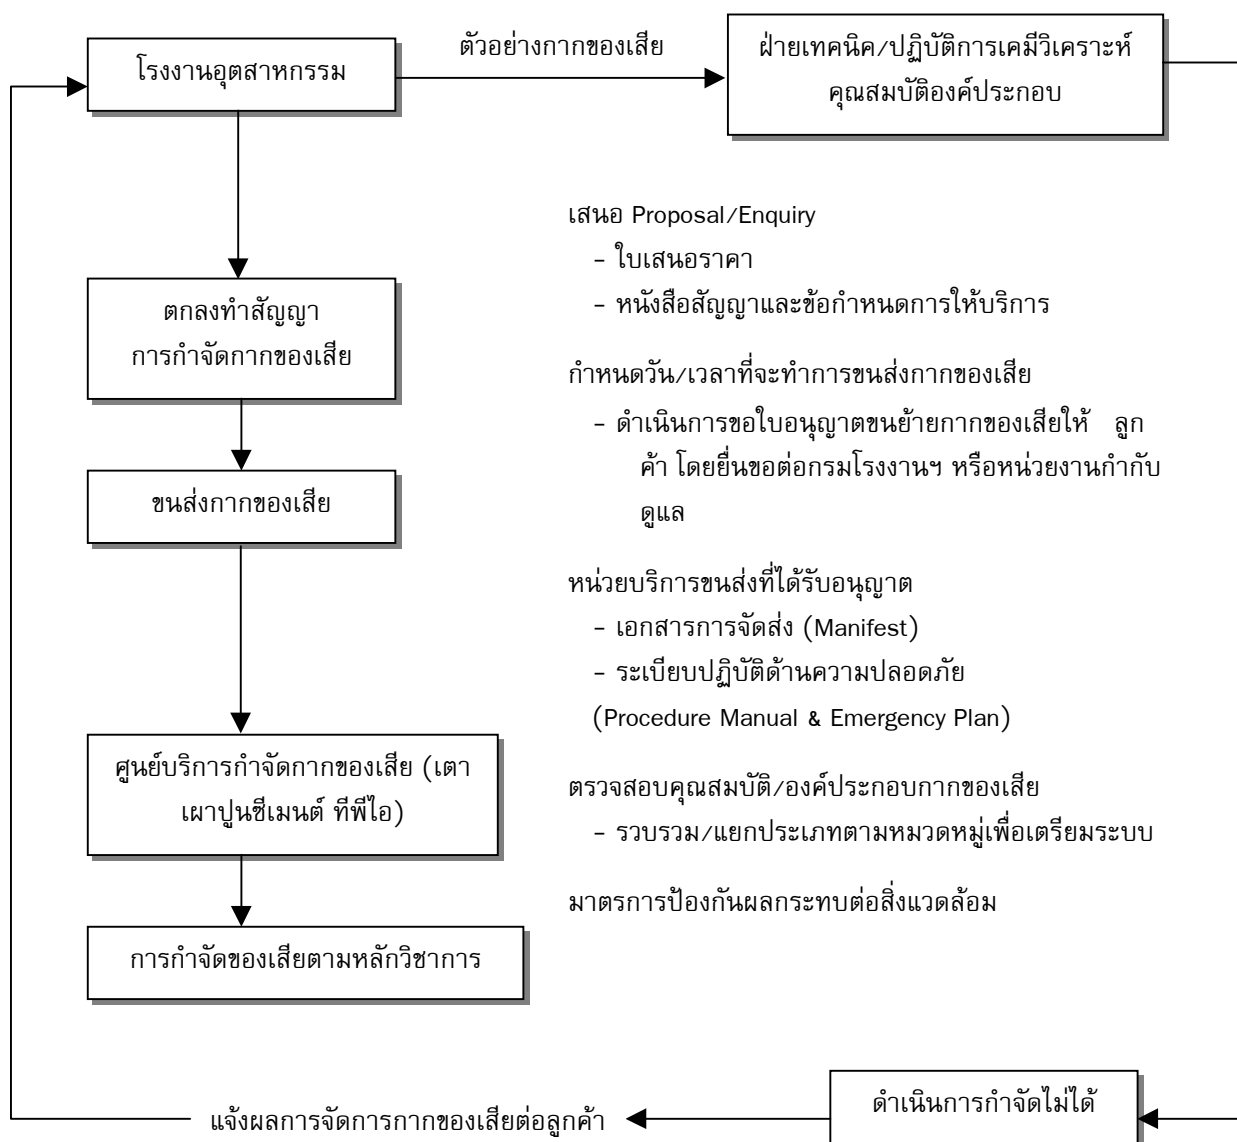 โรงงานอุตสาหกรรม
ตัวอย่างกากของเสีย
ฝ่ายเทคนิค/ปฏิบัติการเคมีวิเคราะห์
คุณสมบัติองค์ประกอบ
เสนอ Proposal/Enquiry
- ใบเสนอราคา
- หนังสือสัญญาและข้อกำหนดการให้บริการ
ตกลงทำสัญญา
การกำจัดกากของเสีย
กำหนดวัน/เวลาที่จะทำการขนส่งกากของเสีย
- ดำเนินการขอใบอนุญาตขนย้ายกากของเสียให้ ลูก
ค้า โดยยื่นขอต่อกรมโรงงานฯ หรือหน่วยงานกำกับ
ดูแล
ขนส่งกากของเสีย
หน่วยบริการขนส่งที่ได้รับอนุญาต
- เอกสารการจัดส่ง (Manifest)
- ระเบียบปฏิบัติด้านความปลอดภัย
(Procedure Manual & Emergency Plan)
ศูนย์บริการกำจัดกากของเสีย (เตา
เผาปูนซีเมนต์ ทีพีไอ)
ตรวจสอบคุณสมบัติ/องค์ประกอบกากของเสีย
- รวบรวม/แยกประเภทตามหมวดหมู่เพื่อเตรียมระบบ
มาตรการป้องกันผลกระทบต่อสิ่งแวดล้อม
การกำจัดของเสียตามหลักวิชาการ
ดำเนินการกำจัดไม่ได้
แจ้งผลการจัดการกากของเสียต่อลูกค้า